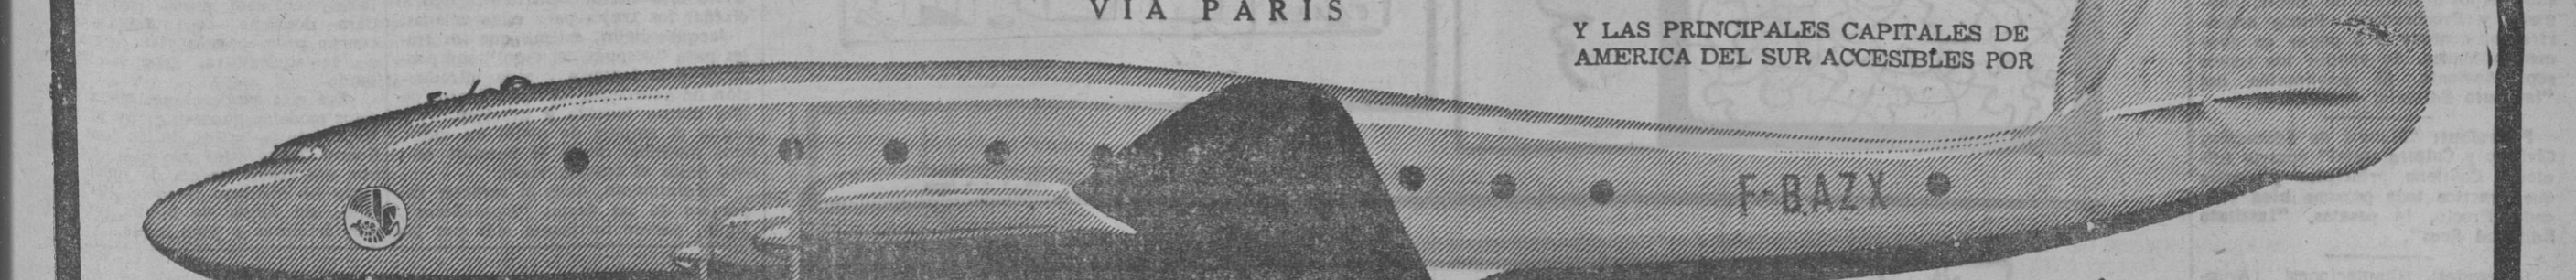 VIA PARIS
Y LAS PRINCIPALES CAPITALES DE
AMERICA DEL SUR ACCESIBLES POR
F-BAZX